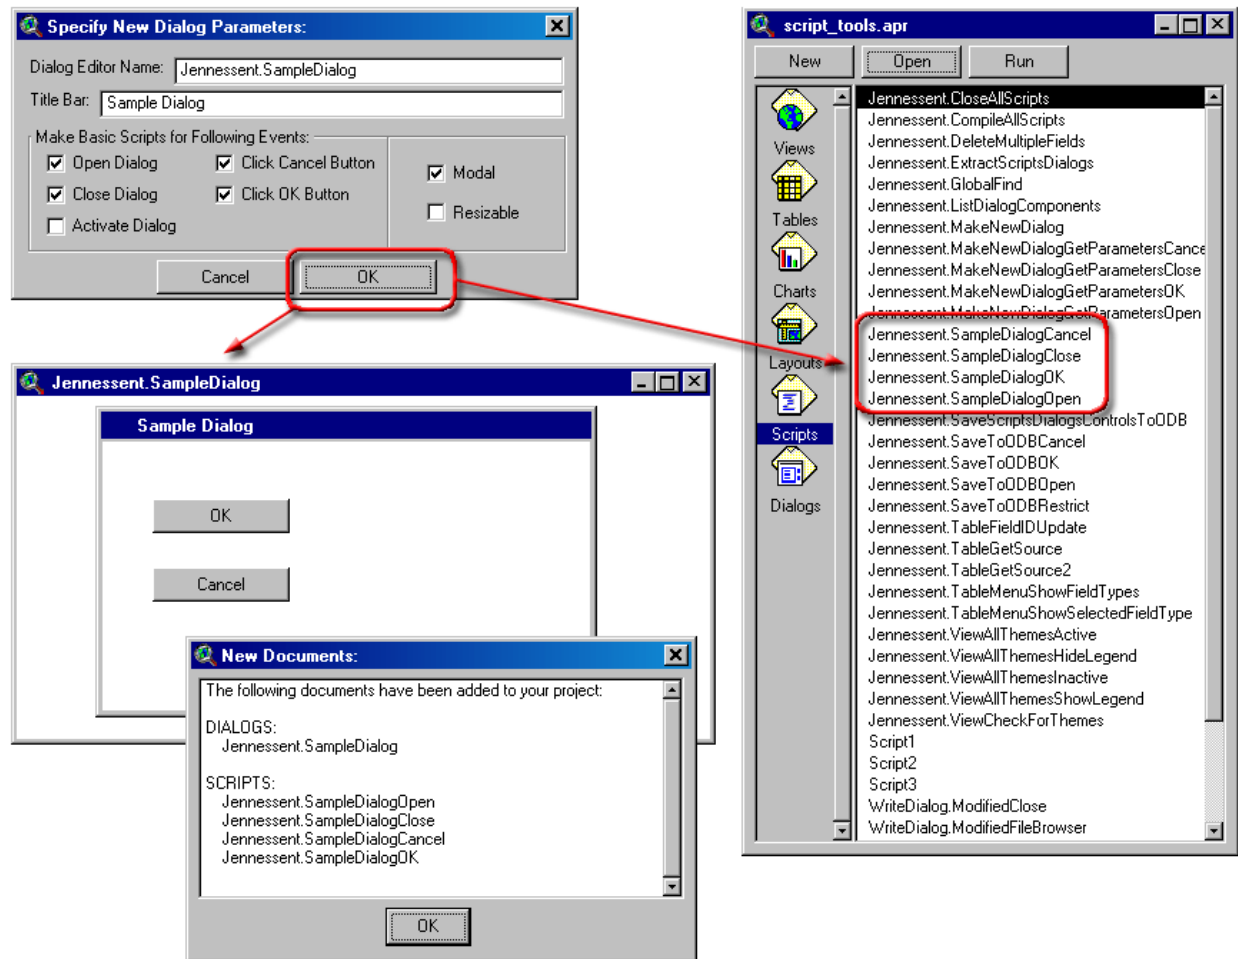 Specify New Dialog Parameters:
Dialog Editor Name: Jennessent.SampleDialog
Title Bar: Sample Dialog
Make Basic Scripts for Following Events:
Open Dialog Click Cancel Button
Close Dialog Click OK Button
Activate Dialog
Modal
Resizable
Cancel OK
Jennessent.SampleDialog
Sample Dialog
OK
Cancel
New Documents:
The following documents have been added to your project:
DIALOGS:
Jennessent.SampleDialog
SCRIPTS:
Jennessent.SampleDialogOpen
Jennessent.SampleDialogClose
Jennessent.SampleDialogCancel
Jennessent.SampleDialogOK
OK
script_tools.apr
New Open Run
Views
Tables
Charts
Layouts
Scripts
Dialogs
Jennessent.CloseAllScripts
Jennessent.CompileAllScripts
Jennessent.DeleteMultipleFields
Jennessent.ExtractScriptsDialogs
Jennessent.GlobalFind
Jennessent.ListDialogComponents
Jennessent.MakeNewDialog
Jennessent.MakeNewDialogGetParametersCance
Jennessent.MakeNewDialogGetParametersClose
Jennessent.MakeNewDialogGetParametersOK
Jennessent.MakeNewDialogGetParametersOpen
Jennessent.SampleDialogCancel
Jennessent.SampleDialogClose
Jennessent.SampleDialogOK
Jennessent.SampleDialogOpen
Jennessent.SaveScriptsDialogsControlsToODB
Jennessent.SaveToODBCancel
Jennessent.SaveToODBOK
Jennessent.SaveToODBOpen
Jennessent.SaveToODBRestrict
Jennessent.TableFieldIDUpdate
Jennessent.TableGetSource
Jennessent.TableGetSource2
Jennessent.TableMenuShowFieldTypes
Jennessent.TableMenuShowSelectedFieldType
Jennessent.ViewAllThemesActive
Jennessent.ViewAllThemesHideLegend
Jennessent.ViewAllThemesInactive
Jennessent.ViewAllThemesShowLegend
Jennessent.ViewCheckForThemes
Script1
Script2
Script3
WriteDialog.ModifiedClose
WriteDialog.ModifiedFileBrowser